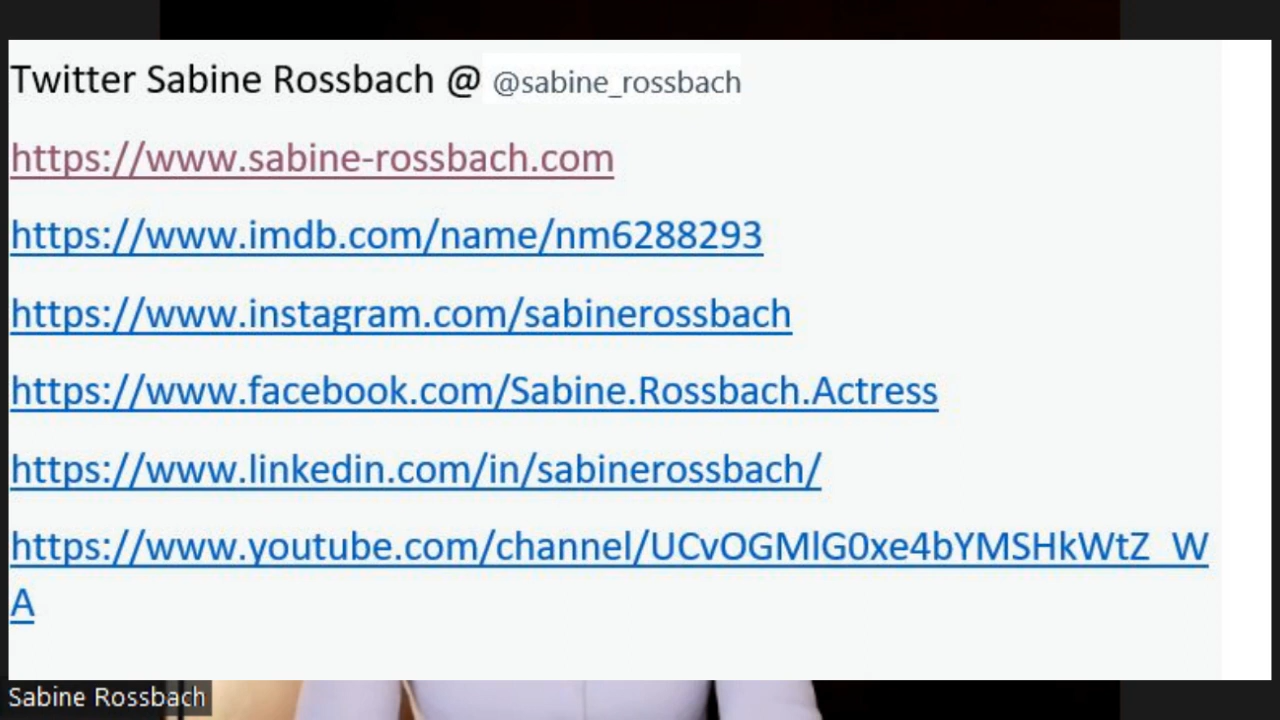 Twitter Sabine Rossbach @ @sabine_rossbach
https://www.sabine-rossbach.com
https://www.imdb.com/name/nm6288293
https://www.instagram.com/sabinerossbach
https://www.facebook.com/Sabine.Rossbach.Actress
https://www.linkedin.com/in/sabinerossbach/
https://www.youtube.com/channel/UCvOGMlG0xe4bYMSHkWtZ_W
A
Sabine Rossbach